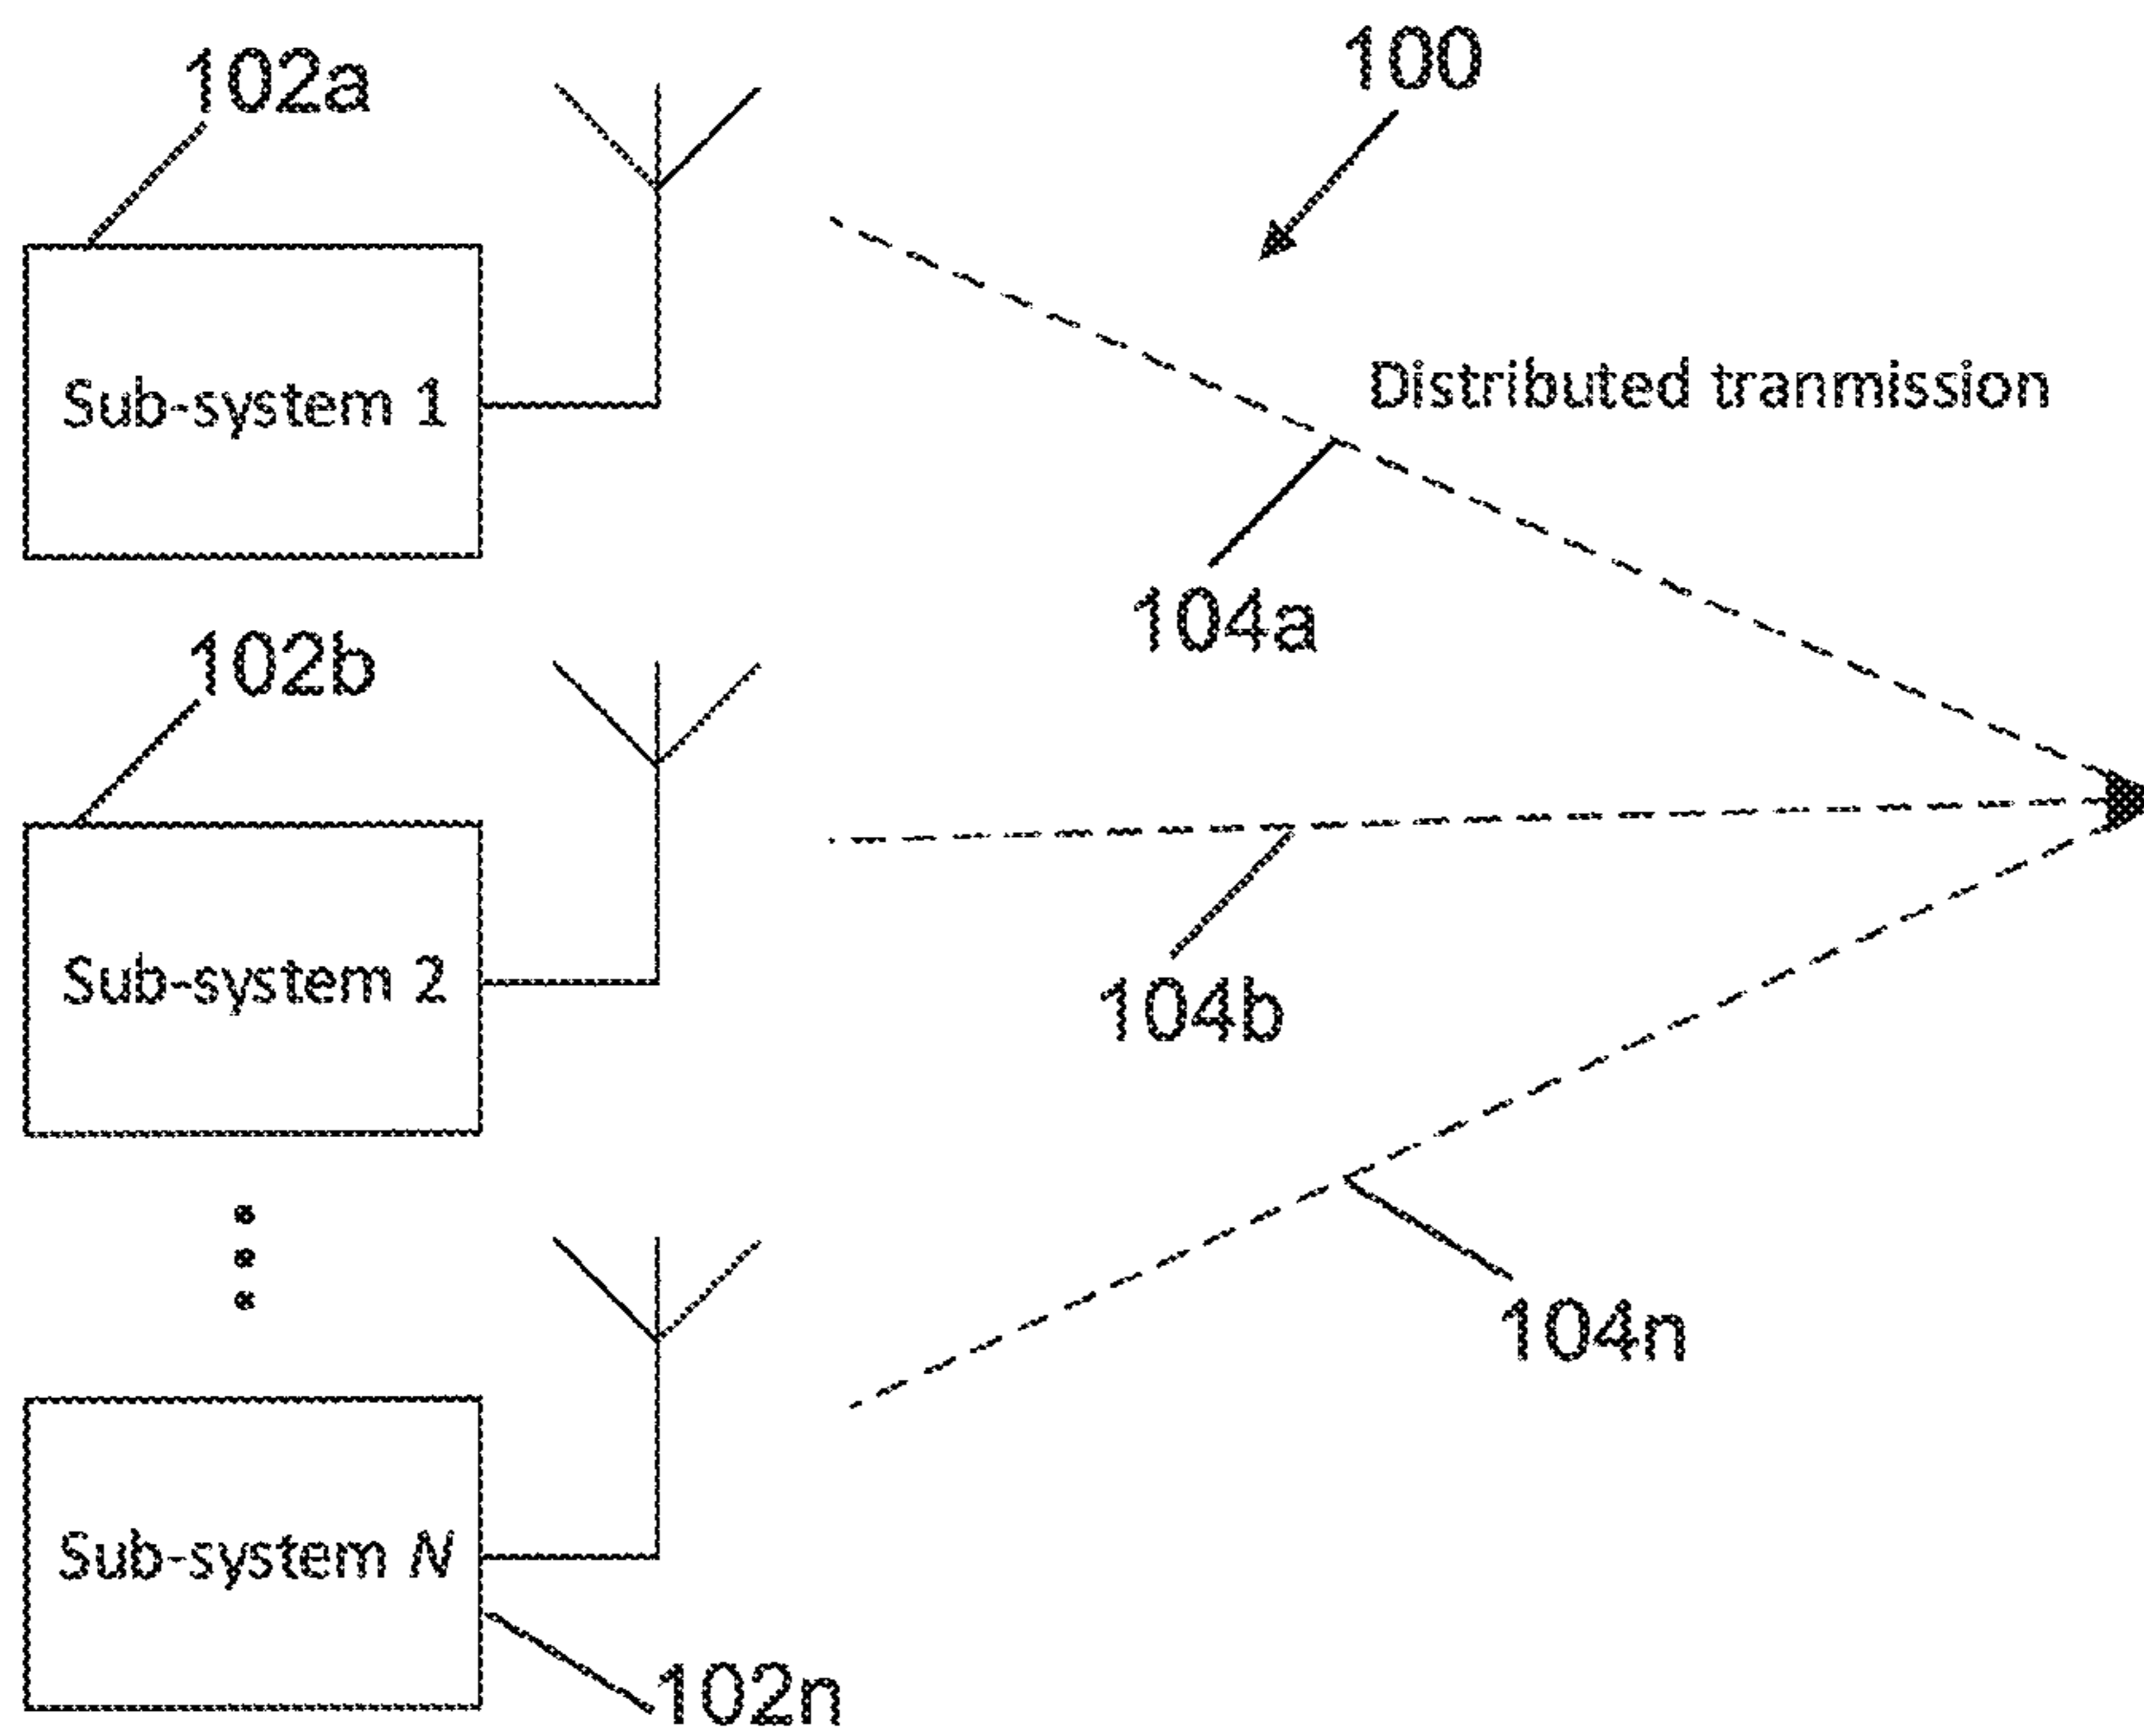 102a
100
Sub-system 1
Distributed tranmission
104a
102b
Sub-system 2
104b
104n
Sub-system N
102n